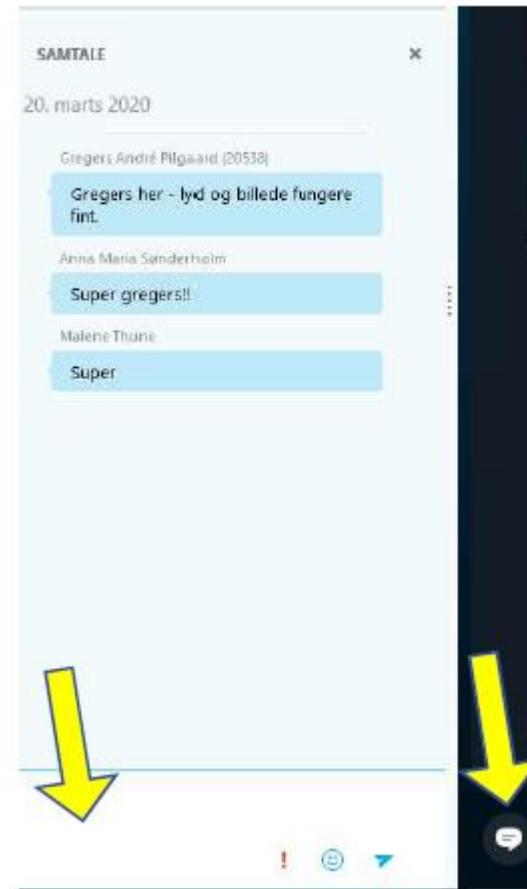 SAMTALE
20. marts 2020
Gregers André Pilgaard (20538)
Gregers her - lyd og billede fungere
fint.
Anna Maria Sønderholm
Super gregers!!
Malene Thune
Super
!